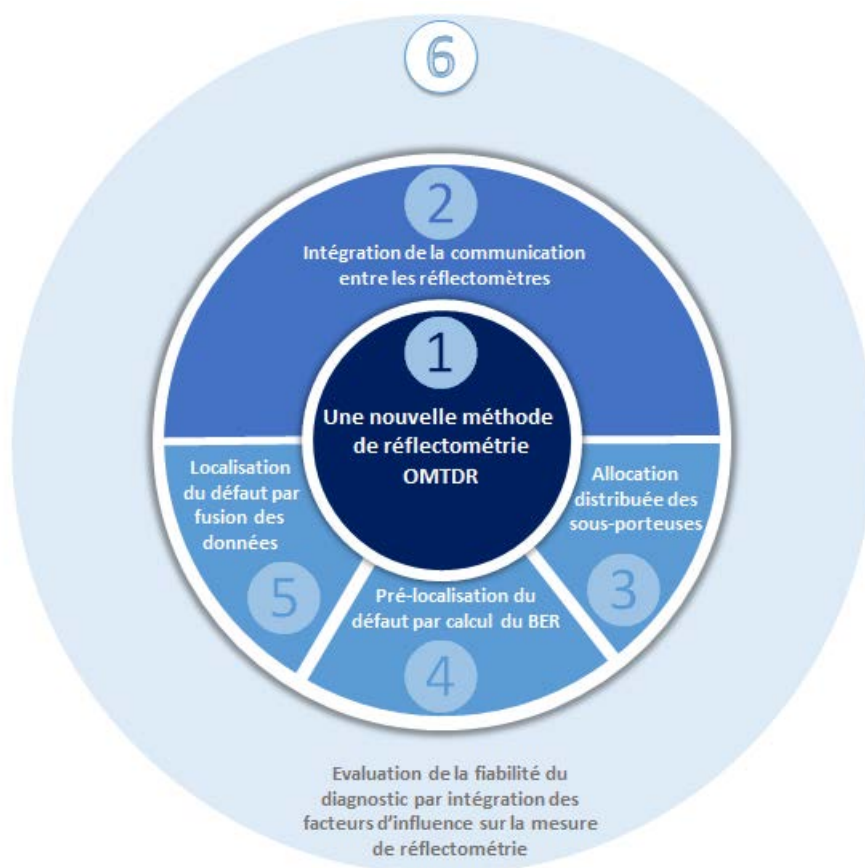 6
2
Intégration de la communication
entre les réflectomètres
1
Une nouvelle méthode
de réflectométrie
OMTDR
Allocation
distribuée des
sous-porteuses
3
Pré-localisation du
défaut par calcul du BER
4
Localisation
du défaut par
fusion des
données
5
Evaluation de la fiabilité du
diagnostic par intégration des
facteurs d'influence sur la mesure
de réflectométrie